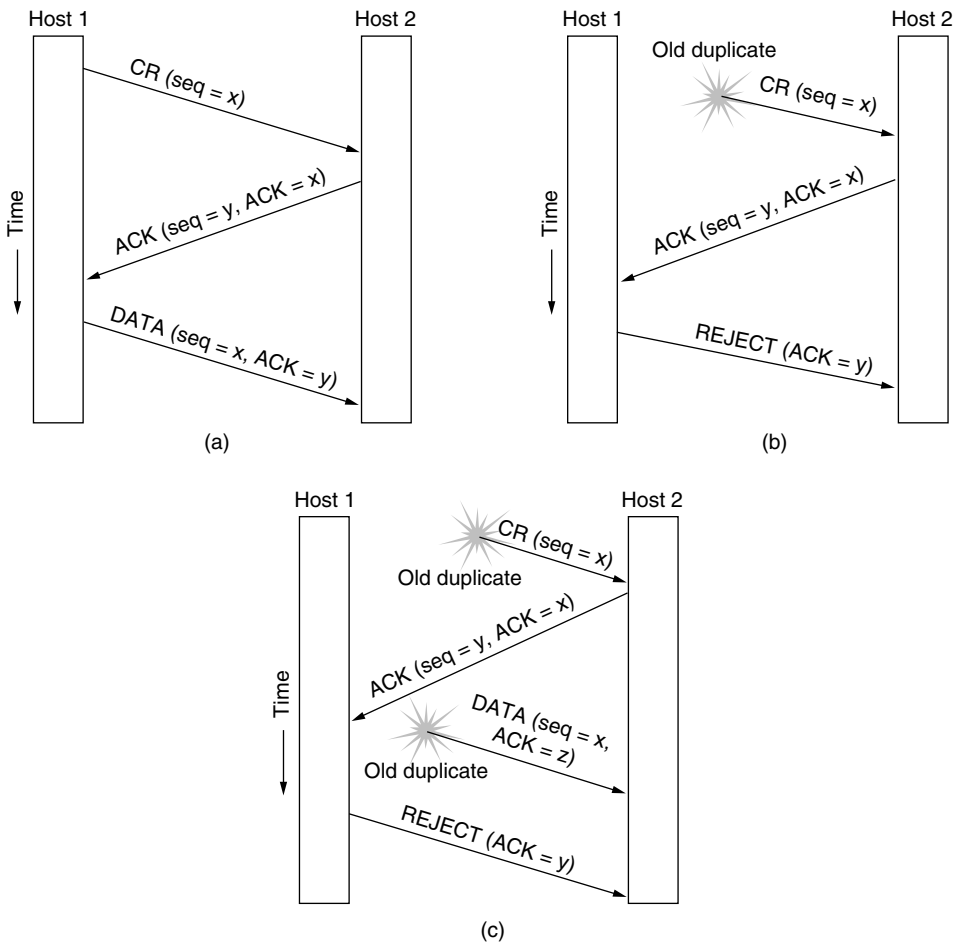 Host 1
Host 2
CR (seq = x)
ACK (seq = y, ACK = x)
DATA (seq = x, ACK = y)
Time
(a)
Host 1
Host 2
Old duplicate
CR (seq = x)
ACK (seq = y, ACK = x)
REJECT (ACK = y)
Time
(b)
Host 1
Host 2
CR (seq = x)
Old duplicate
ACK (seq = y, ACK = x)
DATA (seq = x,
ACK = z)
Old duplicate
REJECT (ACK = y)
Time
(c)